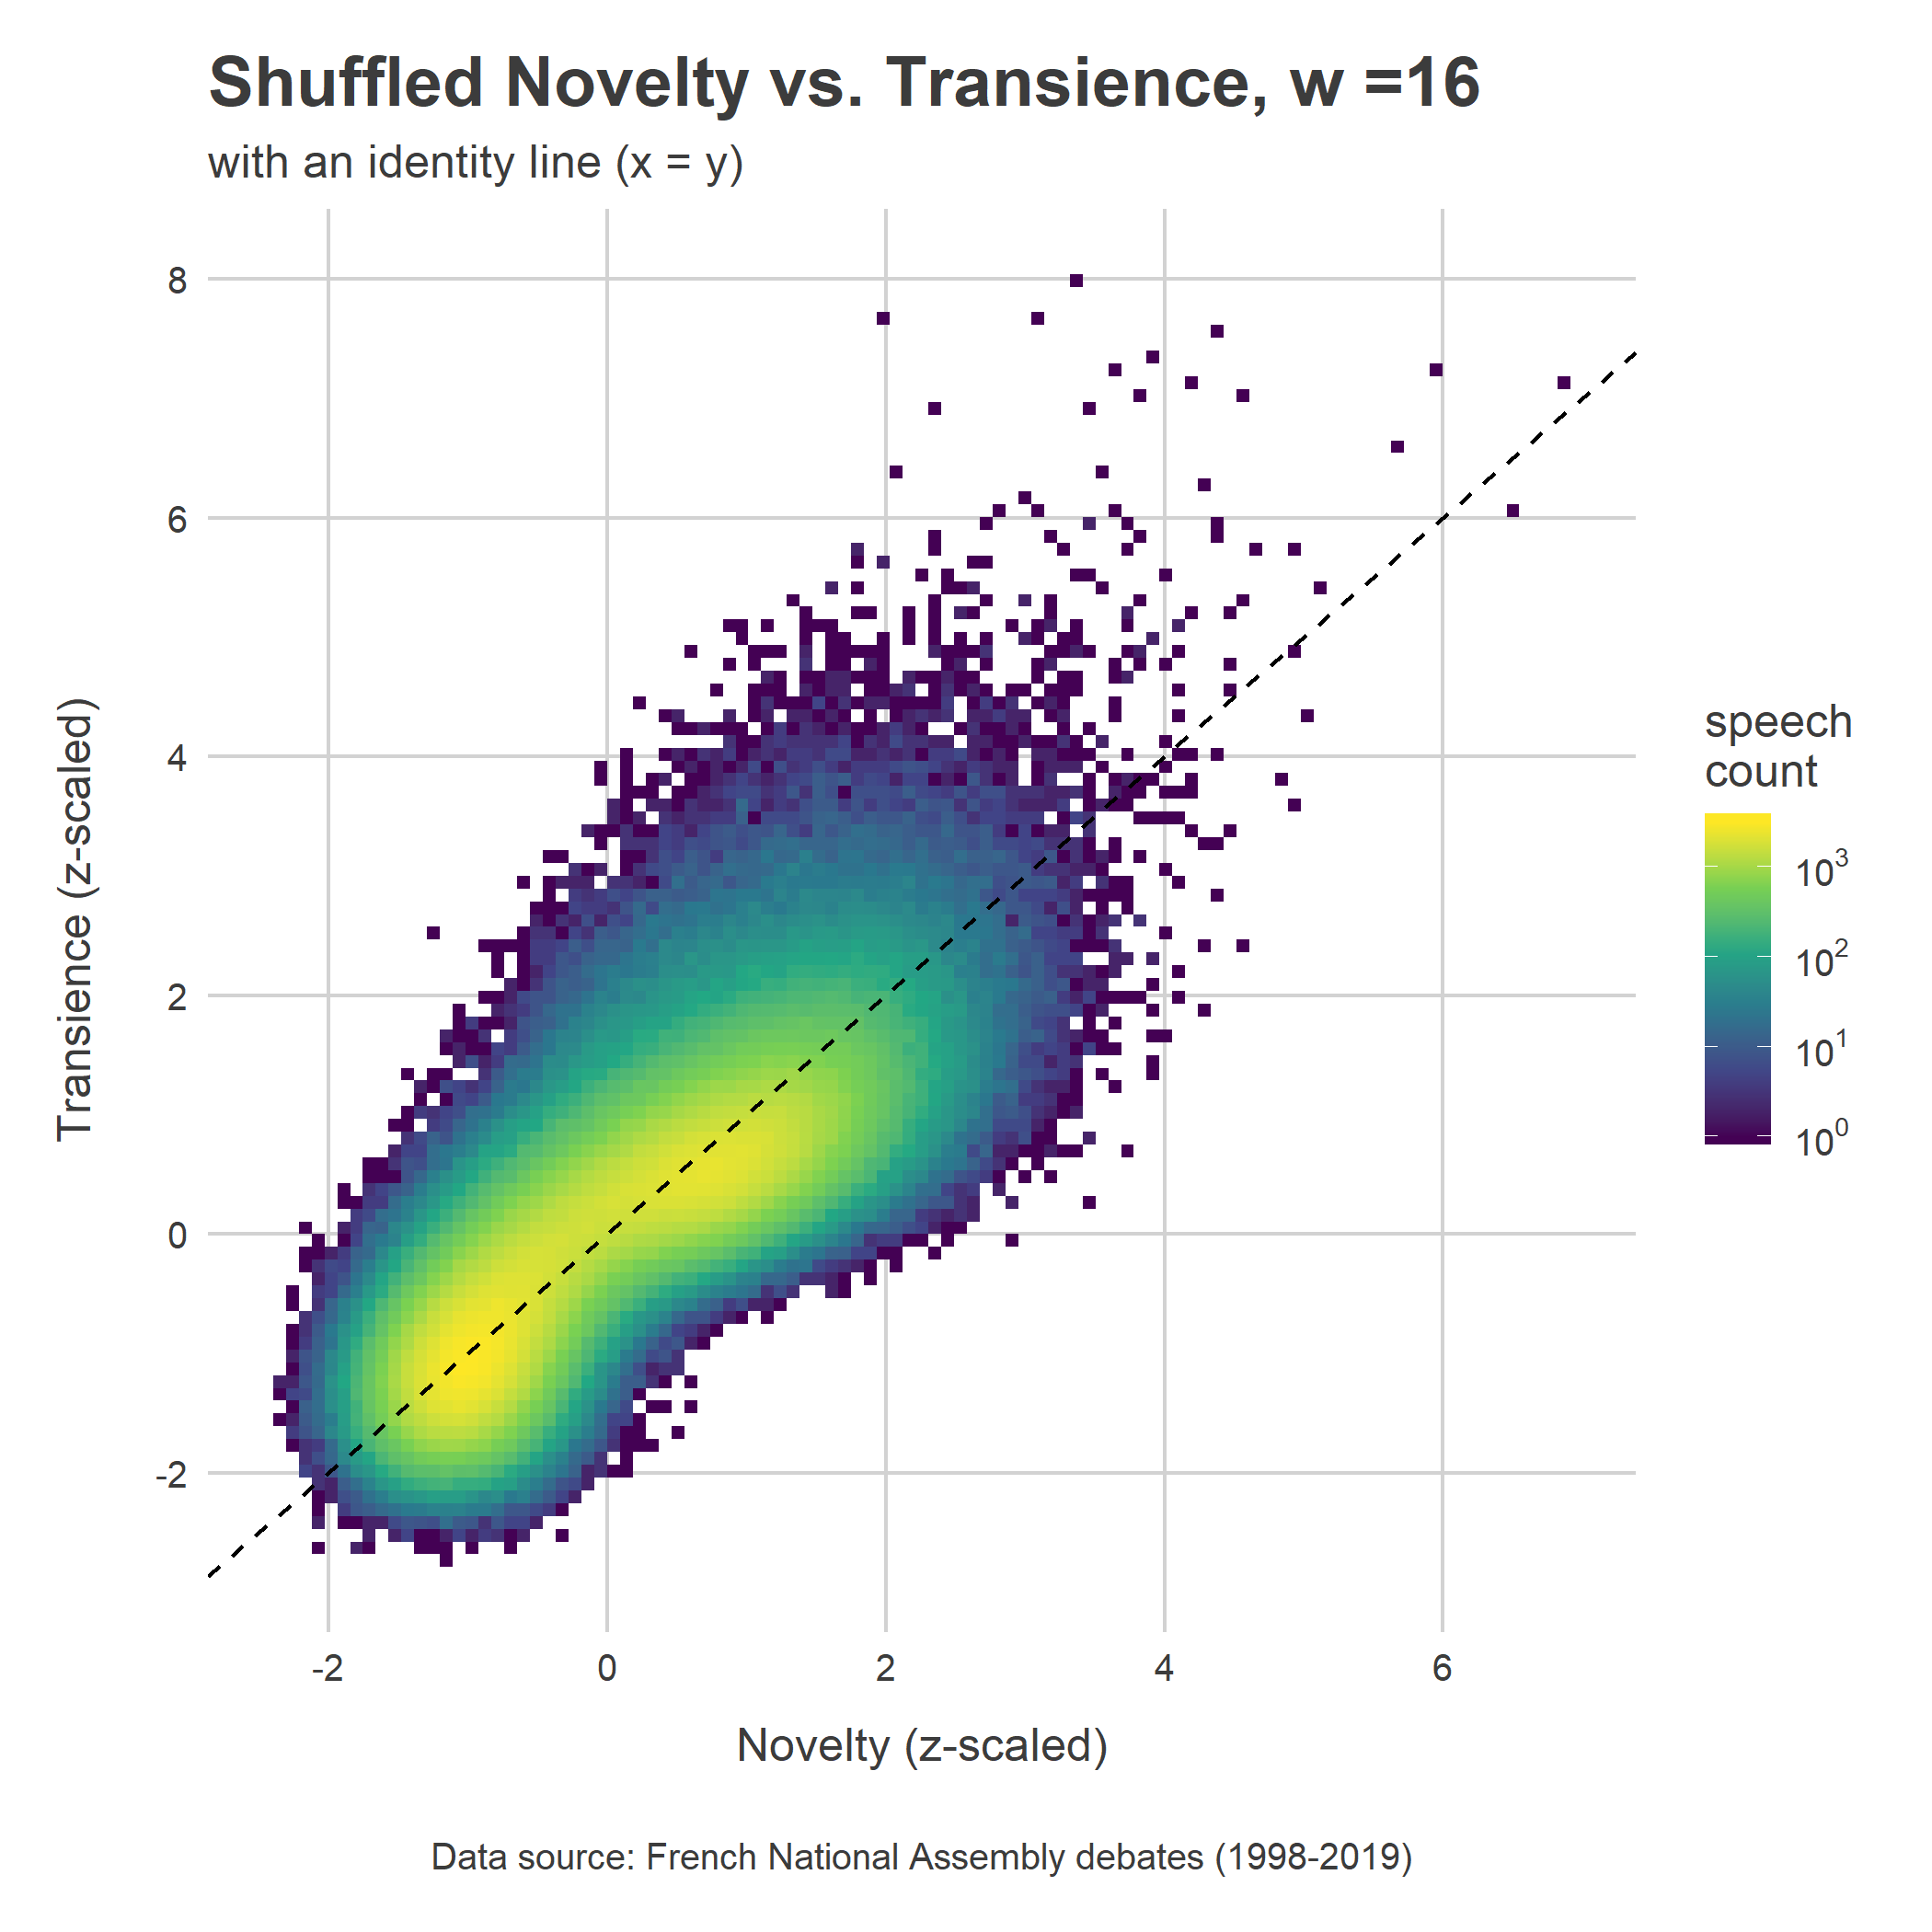 Shuffled Novelty vs. Transience, w =16
with an identity line (x = y)
8
6
4
2
0
-2
Transience (z-scaled)
-2 0 2 4 6
Novelty (z-scaled)
speech
count
10³
10²
10¹
10⁰
Data source: French National Assembly debates (1998-2019)